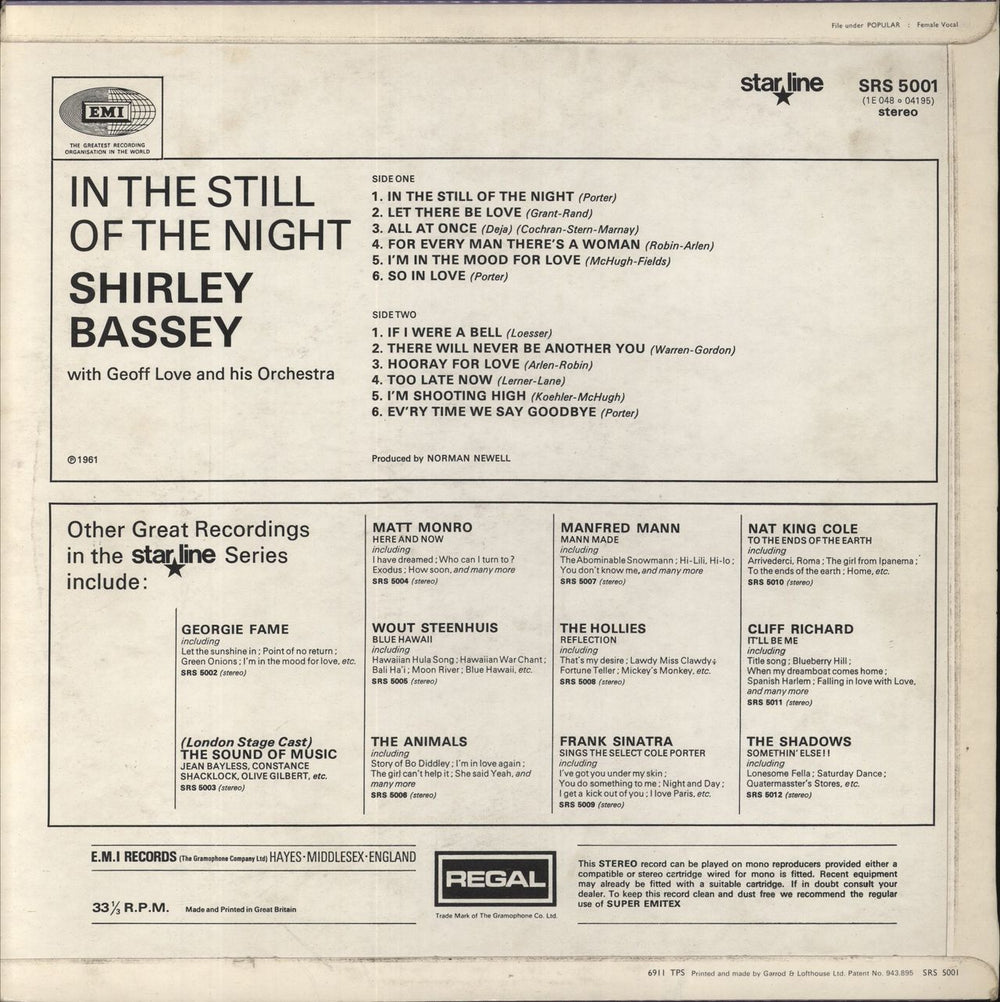 File under POPULAR : Female Vocal
star line
SRS 5001
(1E 048 o 04195)
stereo
EMI
THE GREATEST RECORDING
ORGANISATION IN THE WORLD
IN THE STILL
OF THE NIGHT
SHIRLEY
BASSEY
with Geoff Love and his Orchestra
℗ 1961
SIDE ONE
1. IN THE STILL OF THE NIGHT (Porter)
2. LET THERE BE LOVE (Grant-Rand)
3. ALL AT ONCE (Deja) (Cochran-Stern-Marnay)
4. FOR EVERY MAN THERE'S A WOMAN (Robin-Arlen)
5. I'M IN THE MOOD FOR LOVE (McHugh-Fields)
6. SO IN LOVE (Porter)
SIDE TWO
1. IF I WERE A BELL (Loesser)
2. THERE WILL NEVER BE ANOTHER YOU (Warren-Gordon)
3. HOORAY FOR LOVE (Arlen-Robin)
4. TOO LATE NOW (Lerner-Lane)
5. I'M SHOOTING HIGH (Koehler-McHugh)
6. EV'RY TIME WE SAY GOODBYE (Porter)
Produced by NORMAN NEWELL
Other Great Recordings
in the star line Series
include:
GEORGIE FAME
including
Let the sunshine in ; Point of no return ;
Green Onions ; I'm in the mood for love, etc.
SRS 5002 (stereo)
(London Stage Cast)
THE SOUND OF MUSIC
JEAN BAYLESS, CONSTANCE
SHACKLOCK, OLIVE GILBERT, etc.
SRS 5003 (stereo)
MATT MONRO
HERE AND NOW
including
I have dreamed ; Who can I turn to ?
Exodus ; How soon, and many more
SRS 5004 (stereo)
WOUT STEENHUIS
BLUE HAWAII
including
Hawaiian Hula Song ; Hawaiian War Chant ;
Bali Ha'i ; Moon River ; Blue Hawaii, etc.
SRS 5005 (stereo)
THE ANIMALS
including
Story of Bo Diddley ; I'm in love again ;
The girl can't help it ; She said Yeah, and
many more
SRS 5006 (stereo)
MANFRED MANN
MANN MADE
including
The Abominable Snowmann ; Hi-Lili, Hi-lo ;
You don't know me, and many more
SRS 5007 (stereo)
THE HOLLIES
REFLECTION
including
That's my desire ; Lawdy Miss Clawdy ;
Fortune Teller ; Mickey's Monkey, etc.
SRS 5008 (stereo)
FRANK SINATRA
SINGS THE SELECT COLE PORTER
including
I've got you under my skin ;
You do something to me ; Night and Day ;
I get a kick out of you ; I love Paris, etc.
SRS 5009 (stereo)
NAT KING COLE
TO THE ENDS OF THE EARTH
including
Arrivederci, Roma ; The girl from Ipanema ;
To the ends of the earth ; Home, etc.
SRS 5010 (stereo)
CLIFF RICHARD
IT'LL BE ME
including
Title song ; Blueberry Hill ;
When my dreamboat comes home ;
Spanish Harlem ; Falling in love with Love,
and many more
SRS 5011 (stereo)
THE SHADOWS
SOMETHIN' ELSE ! !
including
Lonesome Fella ; Saturday Dance ;
Quatermasster's Stores, etc.
SRS 5012 (stereo)
E.M.I RECORDS (The Gramophone Company Ltd) HAYES · MIDDLESEX · ENGLAND
33⅓ R.P.M. Made and Printed in Great Britain
REGAL
Trade Mark of The Gramophone Co. Ltd.
This STEREO record can be played on mono reproducers provided either a
compatible or stereo cartridge wired for mono is fitted. Recent equipment
may already be fitted with a suitable cartridge. If in doubt consult your
dealer. To keep this record clean and dust free we recommend the regular
use of SUPER EMITEX
6911 TPS Printed and made by Garrod & Lofthouse Ltd. Patent No. 943.895 SRS 5001